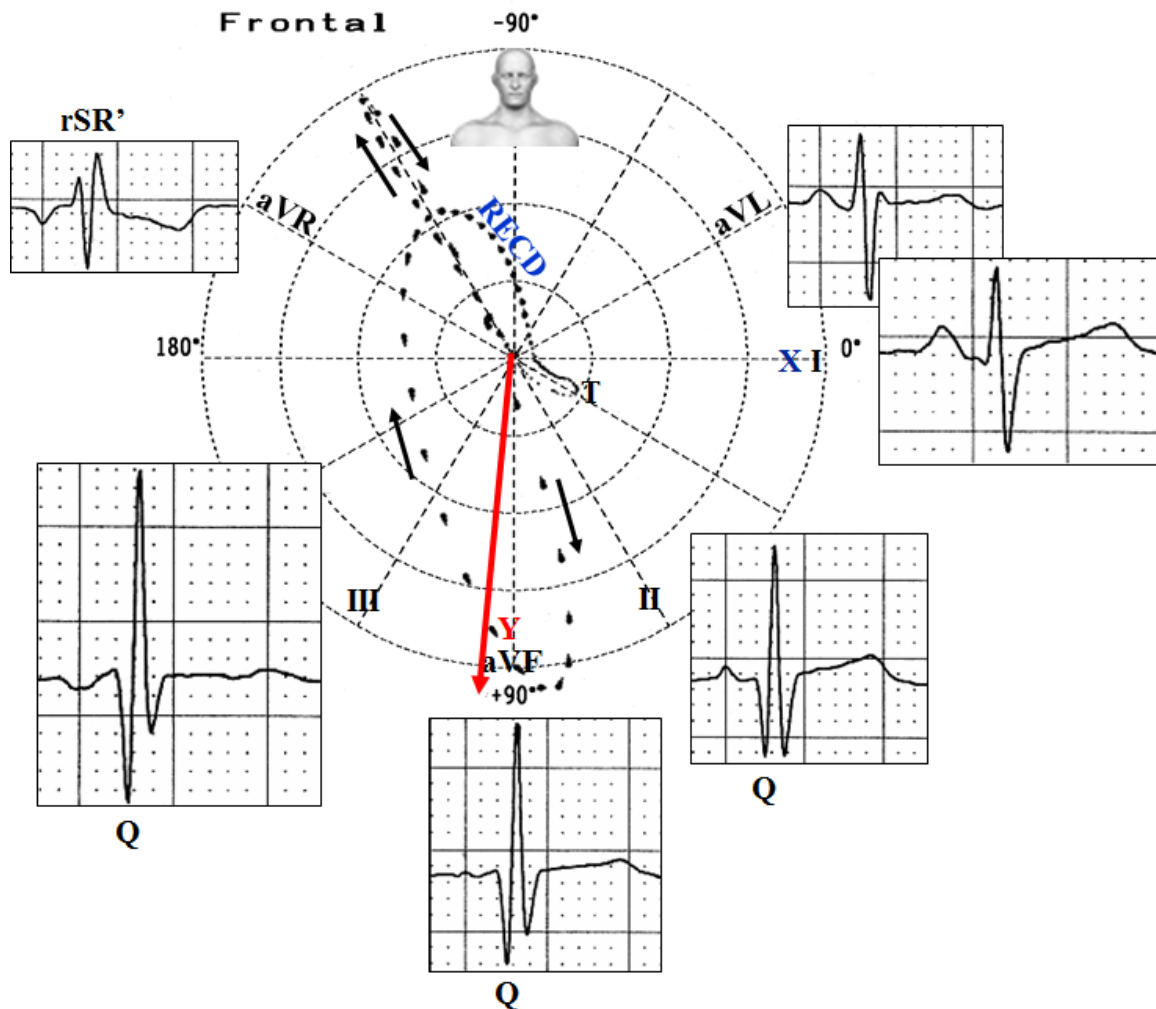 Frontal
-90°
rSR'
aVR
RECD
aVL
180°
X I
0°
T
III
II
Y
aVF
+90°
Q
Q
Q